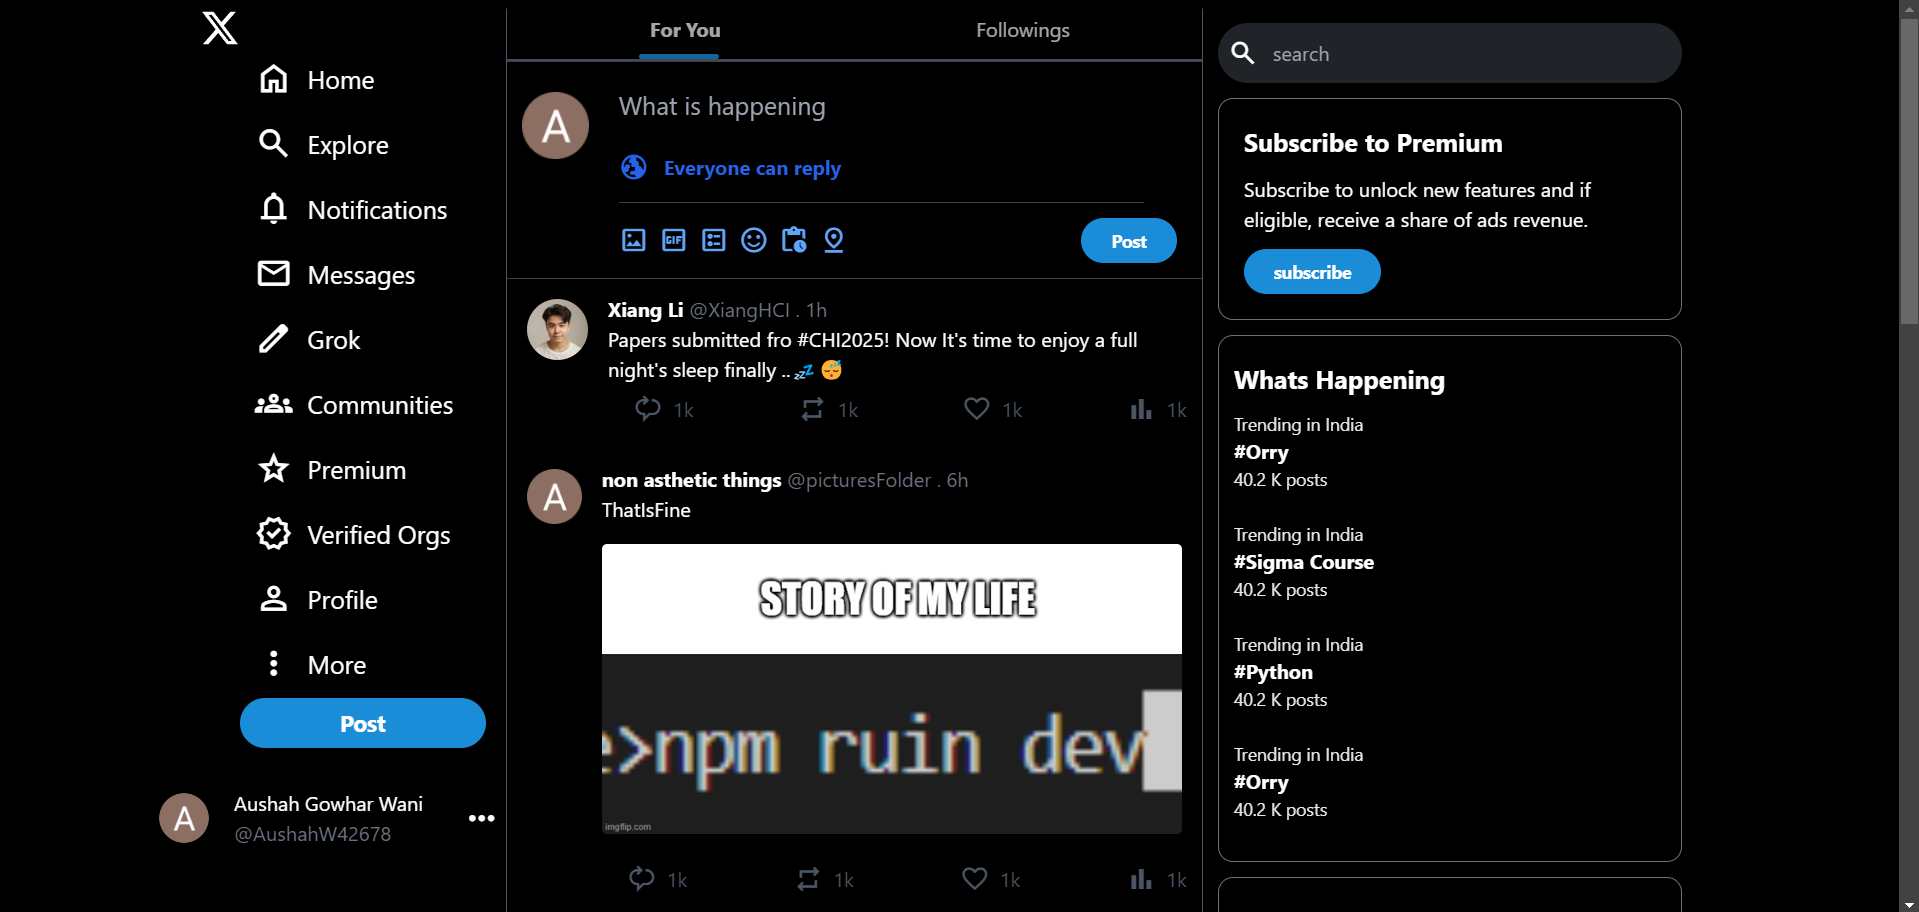 X
Home
Explore
Notifications
Messages
Grok
Communities
Premium
Verified Orgs
Profile
More
Post
A
Aushah Gowhar Wani
@AushahW42678
For You
Followings
A
What is happening
Everyone can reply
GIF
Post
Xiang Li @XiangHCI . 1h
Papers submitted fro #CHI2025! Now It's time to enjoy a full
night's sleep finally .. 💤 😴
1k 1k 1k 1k
A
non asthetic things @picturesFolder . 6h
ThatIsFine
STORY OF MY LIFE
e>npm ruin dev
imgflip.com
1k 1k 1k 1k
search
Subscribe to Premium
Subscribe to unlock new features and if
eligible, receive a share of ads revenue.
subscribe
Whats Happening
Trending in India
#Orry
40.2 K posts
Trending in India
#Sigma Course
40.2 K posts
Trending in India
#Python
40.2 K posts
Trending in India
#Orry
40.2 K posts